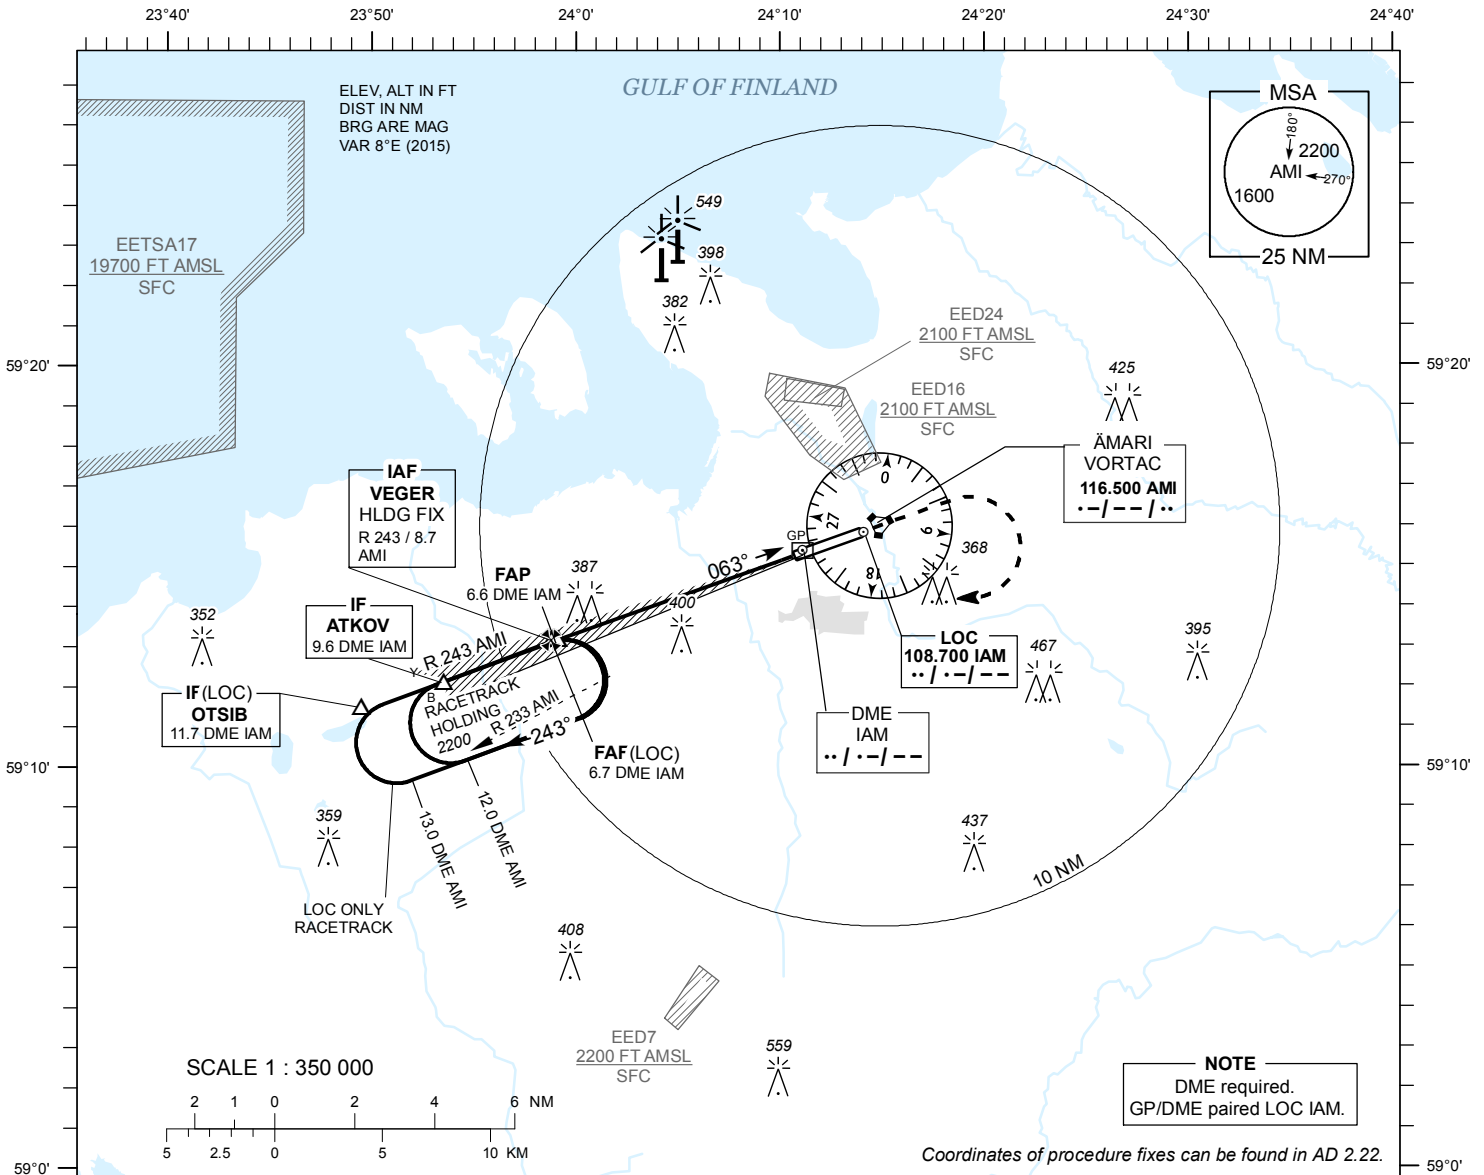 23°40' 23°50' 24°0' 24°10' 24°20' 24°30' 24°40'
GULF OF FINLAND
ELEV, ALT IN FT
DIST IN NM
BRG ARE MAG
VAR 8°E (2015)
MSA
180°
2200
AMI
270°
1600
25 NM
549
398
382
EETSA17
19700 FT AMSL
SFC
EED24
2100 FT AMSL
SFC
59°20' 59°20'
425
EED16
2100 FT AMSL
SFC
ÄMARI
VORTAC
116.500 AMI
·–/––/··
IAF
VEGER
HLDG FIX
R 243 / 8.7
AMI
0
27
9
18
GP
368
063°
FAP
6.6 DME IAM
387
400
352
IF
ATKOV
9.6 DME IAM
R 243 AMI
LOC
108.700 IAM
··/·–/––
467
395
IF(LOC)
OTSIB
11.7 DME IAM
B
RACETRACK
HOLDING
2200
R 233 AMI
243°
DME
IAM
··/·–/––
FAF(LOC)
6.7 DME IAM
59°10' 59°10'
359
13.0 DME AMI
12.0 DME AMI
437
10 NM
LOC ONLY
RACETRACK
408
EED7
2200 FT AMSL
SFC
559
SCALE 1 : 350 000
2 1 0 2 4 6 NM
5 2.5 0 5 10 KM
NOTE
DME required.
GP/DME paired LOC IAM.
Coordinates of procedure fixes can be found in AD 2.22.
59°0' 59°0'